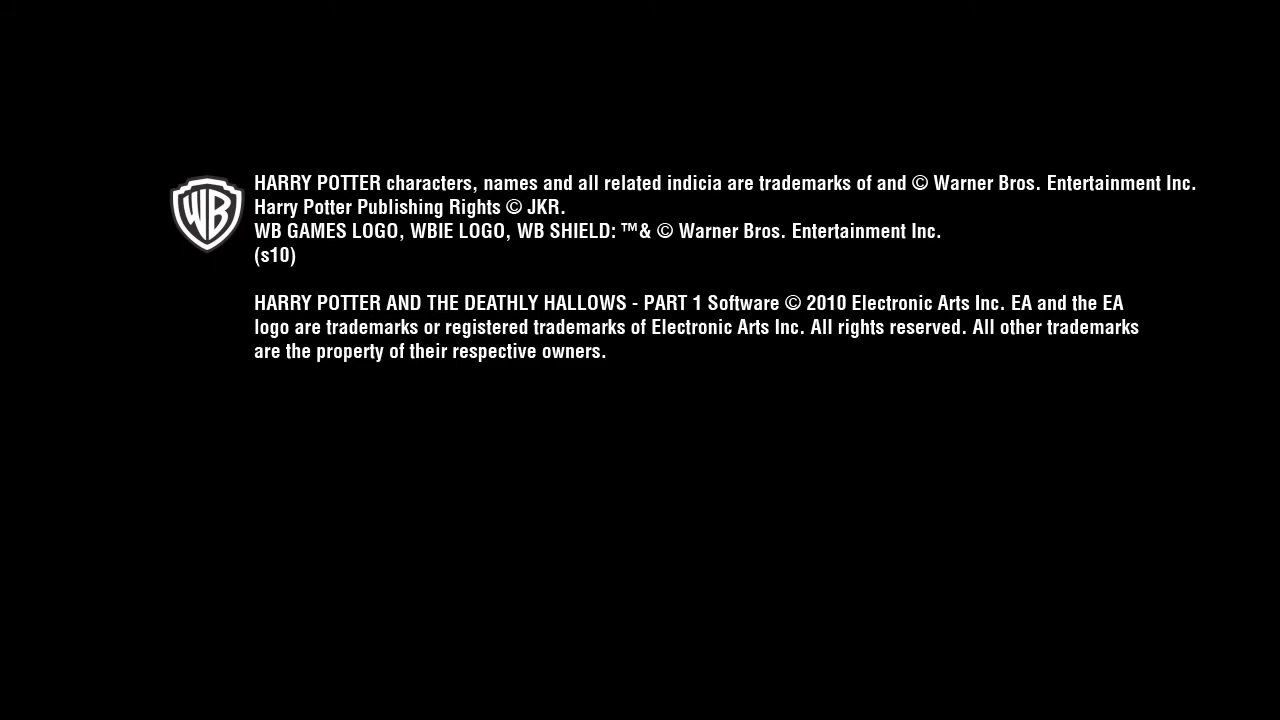 WB
HARRY POTTER characters, names and all related indicia are trademarks of and © Warner Bros. Entertainment Inc.
Harry Potter Publishing Rights © JKR.
WB GAMES LOGO, WBIE LOGO, WB SHIELD: ™& © Warner Bros. Entertainment Inc.
(s10)
HARRY POTTER AND THE DEATHLY HALLOWS - PART 1 Software © 2010 Electronic Arts Inc. EA and the EA
logo are trademarks or registered trademarks of Electronic Arts Inc. All rights reserved. All other trademarks
are the property of their respective owners.